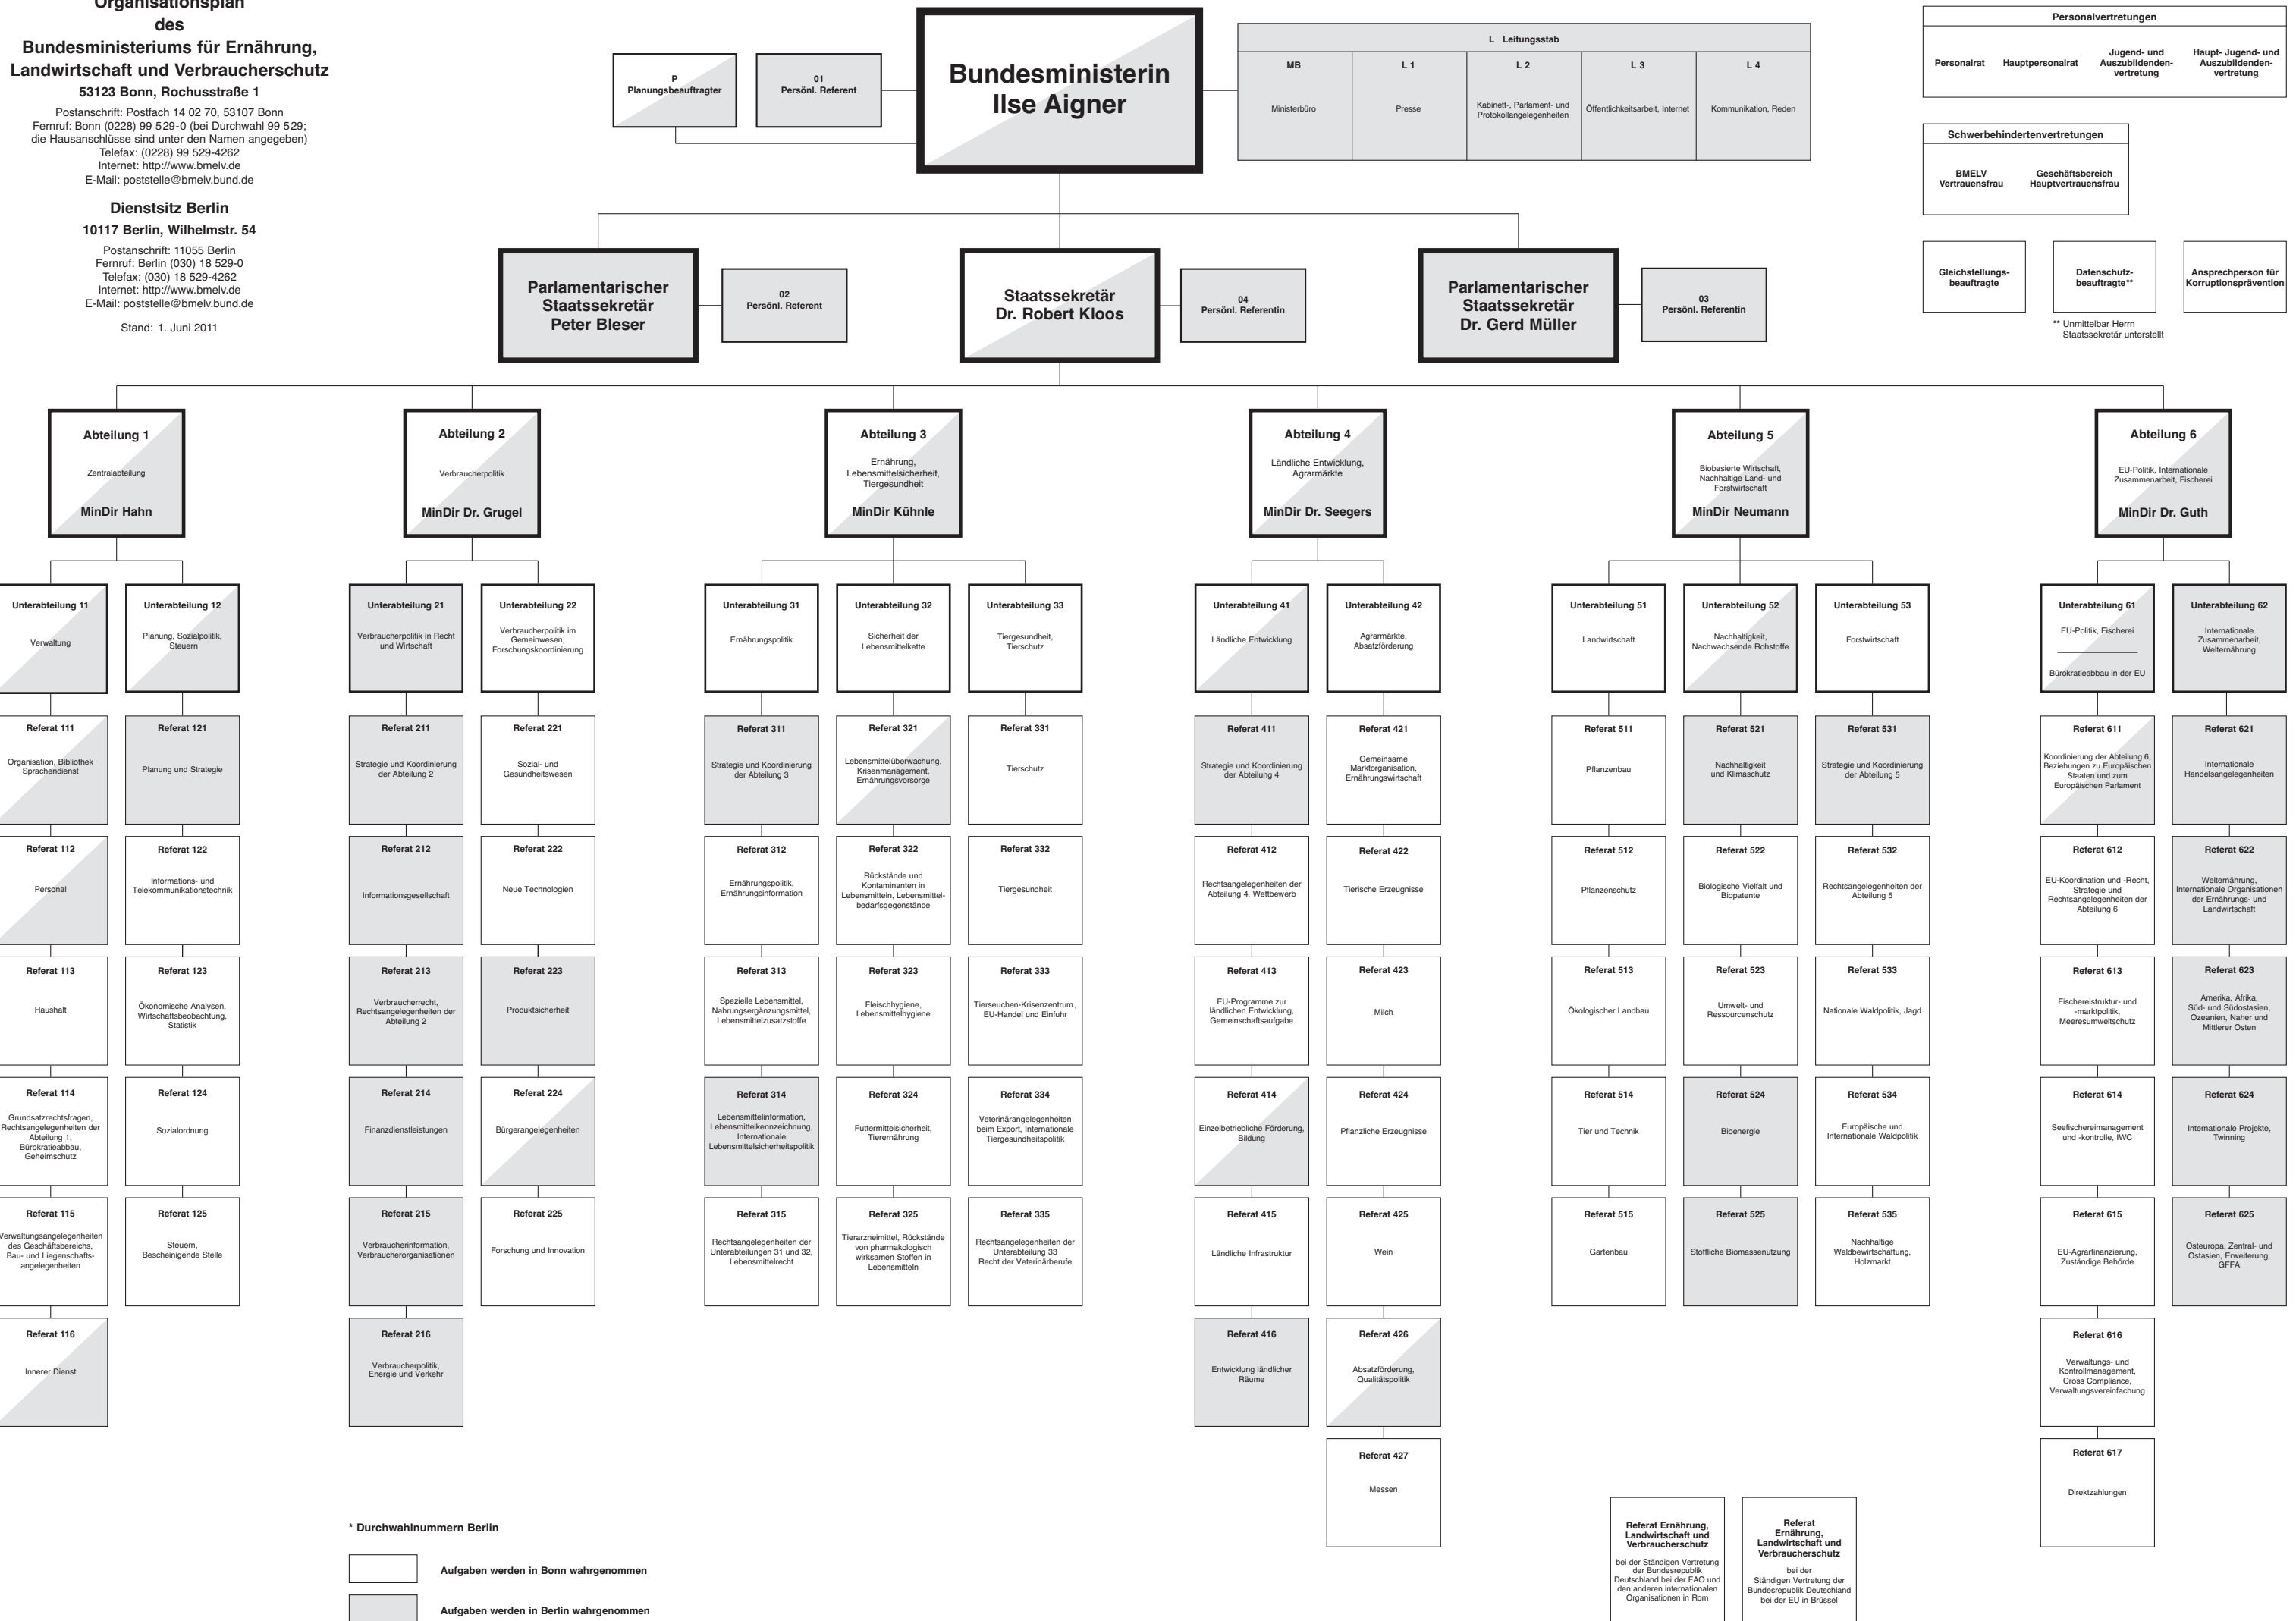 Organisationsplan
des
Bundesministeriums für Ernährung,
Landwirtschaft und Verbraucherschutz
53123 Bonn, Rochusstraße 1
Postanschrift: Postfach 14 02 70, 53107 Bonn
Fernruf: Bonn (0228) 99 529-0 (bei Durchwahl 99 529;
die Hausanschlüsse sind unter den Namen angegeben)
Telefax: (0228) 99 529-4262
Internet: http://www.bmelv.de
E-Mail: poststelle@bmelv.bund.de
Dienstsitz Berlin
10117 Berlin, Wilhelmstr. 54
Postanschrift: 11055 Berlin
Fernruf: Berlin (030) 18 529-0
Telefax: (030) 18 529-4262
Internet: http://www.bmelv.de
E-Mail: poststelle@bmelv.bund.de
Stand: 1. Juni 2011
P
Planungsbeauftragter
01
Persönl. Referent
Bundesministerin
Ilse Aigner
L Leitungsstab
MB
Ministerbüro
L 1
Presse
L 2
Kabinett-, Parlament- und
Protokollangelegenheiten
L 3
Öffentlichkeitsarbeit, Internet
L 4
Kommunikation, Reden
Personalvertretungen
Personalrat
Hauptpersonalrat
Jugend- und
Auszubildenden-
vertretung
Haupt- Jugend- und
Auszubildenden-
vertretung
Schwerbehindertenvertretungen
BMELV
Vertrauensfrau
Geschäftsbereich
Hauptvertrauensfrau
Gleichstellungs-
beauftragte
Datenschutz-
beauftragte**
Ansprechperson für
Korruptionsprävention
** Unmittelbar Herrn
Staatssekretär unterstellt
Parlamentarischer
Staatssekretär
Peter Bleser
02
Persönl. Referent
Staatssekretär
Dr. Robert Kloos
04
Persönl. Referentin
Parlamentarischer
Staatssekretär
Dr. Gerd Müller
03
Persönl. Referentin
Abteilung 1
Zentralabteilung
MinDir Hahn
Abteilung 2
Verbraucherpolitik
MinDir Dr. Grugel
Abteilung 3
Ernährung,
Lebensmittelsicherheit,
Tiergesundheit
MinDir Kühnle
Abteilung 4
Ländliche Entwicklung,
Agrarmärkte
MinDir Dr. Seegers
Abteilung 5
Biobasierte Wirtschaft,
Nachhaltige Land- und
Forstwirtschaft
MinDir Neumann
Abteilung 6
EU-Politik, Internationale
Zusammenarbeit, Fischerei
MinDir Dr. Guth
Unterabteilung 11
Verwaltung
Unterabteilung 12
Planung, Sozialpolitik,
Steuern
Unterabteilung 21
Verbraucherpolitik in Recht
und Wirtschaft
Unterabteilung 22
Verbraucherpolitik im
Gemeinwesen,
Forschungskoordinierung
Unterabteilung 31
Ernährungspolitik
Unterabteilung 32
Sicherheit der
Lebensmittelkette
Unterabteilung 33
Tiergesundheit,
Tierschutz
Unterabteilung 41
Ländliche Entwicklung
Unterabteilung 42
Agrarmärkte,
Absatzförderung
Unterabteilung 51
Landwirtschaft
Unterabteilung 52
Nachhaltigkeit,
Nachwachsende Rohstoffe
Unterabteilung 53
Forstwirtschaft
Unterabteilung 61
EU-Politik, Fischerei
Bürokratieabbau in der EU
Unterabteilung 62
Internationale
Zusammenarbeit,
Welternährung
Referat 111
Organisation, Bibliothek
Sprachendienst
Referat 121
Planung und Strategie
Referat 211
Strategie und Koordinierung
der Abteilung 2
Referat 221
Sozial- und
Gesundheitswesen
Referat 311
Strategie und Koordinierung
der Abteilung 3
Referat 321
Lebensmittelüberwachung,
Krisenmanagement,
Ernährungsvorsorge
Referat 331
Tierschutz
Referat 411
Strategie und Koordinierung
der Abteilung 4
Referat 421
Gemeinsame
Marktorganisation,
Ernährungswirtschaft
Referat 511
Pflanzenbau
Referat 521
Nachhaltigkeit
und Klimaschutz
Referat 531
Strategie und Koordinierung
der Abteilung 5
Referat 611
Koordinierung der Abteilung 6,
Beziehungen zu Europäischen
Staaten und zum
Europäischen Parlament
Referat 621
Internationale
Handelsangelegenheiten
Referat 112
Personal
Referat 122
Informations- und
Telekommunikationstechnik
Referat 212
Informationsgesellschaft
Referat 222
Neue Technologien
Referat 312
Ernährungspolitik,
Ernährungsinformation
Referat 322
Rückstände und
Kontaminanten in
Lebensmitteln, Lebensmittel-
bedarfsgegenstände
Referat 332
Tiergesundheit
Referat 412
Rechtsangelegenheiten der
Abteilung 4, Wettbewerb
Referat 422
Tierische Erzeugnisse
Referat 512
Pflanzenschutz
Referat 522
Biologische Vielfalt und
Biopatente
Referat 532
Rechtsangelegenheiten der
Abteilung 5
Referat 612
EU-Koordination und -Recht,
Strategie und
Rechtsangelegenheiten der
Abteilung 6
Referat 622
Welternährung,
Internationale Organisationen
der Ernährungs- und
Landwirtschaft
Referat 113
Haushalt
Referat 123
Ökonomische Analysen,
Wirtschaftsbeobachtung,
Statistik
Referat 213
Verbraucherrecht,
Rechtsangelegenheiten der
Abteilung 2
Referat 223
Produktsicherheit
Referat 313
Spezielle Lebensmittel,
Nahrungsergänzungsmittel,
Lebensmittelzusatzstoffe
Referat 323
Fleischhygiene,
Lebensmittelhygiene
Referat 333
Tierseuchen-Krisenzentrum,
EU-Handel und Einfuhr
Referat 413
EU-Programme zur
ländlichen Entwicklung,
Gemeinschaftsaufgabe
Referat 423
Milch
Referat 513
Ökologischer Landbau
Referat 523
Umwelt- und
Ressourcenschutz
Referat 533
Nationale Waldpolitik, Jagd
Referat 613
Fischereistruktur- und
-marktpolitik,
Meeresumweltschutz
Referat 623
Amerika, Afrika,
Süd- und Südostasien,
Ozeanien, Naher und
Mittlerer Osten
Referat 114
Grundsatzrechtsfragen,
Rechtsangelegenheiten der
Abteilung 1,
Bürokratieabbau,
Geheimschutz
Referat 124
Sozialordnung
Referat 214
Finanzdienstleistungen
Referat 224
Bürgerangelegenheiten
Referat 314
Lebensmittelinformation,
Lebensmittelkennzeichnung,
Internationale
Lebensmittelsicherheitspolitik
Referat 324
Futtermittelsicherheit,
Tierernährung
Referat 334
Veterinärangelegenheiten
beim Export, Internationale
Tiergesundheitspolitik
Referat 414
Einzelbetriebliche Förderung,
Bildung
Referat 424
Pflanzliche Erzeugnisse
Referat 514
Tier und Technik
Referat 524
Bioenergie
Referat 534
Europäische und
Internationale Waldpolitik
Referat 614
Seefischereimanagement
und -kontrolle, IWC
Referat 624
Internationale Projekte,
Twinning
Referat 115
Verwaltungsangelegenheiten
des Geschäftsbereichs,
Bau- und Liegenschafts-
angelegenheiten
Referat 125
Steuern,
Bescheinigende Stelle
Referat 215
Verbraucherinformation,
Verbraucherorganisationen
Referat 225
Forschung und Innovation
Referat 315
Rechtsangelegenheiten der
Unterabteilungen 31 und 32,
Lebensmittelrecht
Referat 325
Tierarzneimittel, Rückstände
von pharmakologisch
wirksamen Stoffen in
Lebensmitteln
Referat 335
Rechtsangelegenheiten der
Unterabteilung 33
Recht der Veterinärberufe
Referat 415
Ländliche Infrastruktur
Referat 425
Wein
Referat 515
Gartenbau
Referat 525
Stoffliche Biomassenutzung
Referat 535
Nachhaltige
Waldbewirtschaftung,
Holzmarkt
Referat 615
EU-Agrarfinanzierung,
Zuständige Behörde
Referat 625
Osteuropa, Zentral- und
Ostasien, Erweiterung,
GFFA
Referat 116
Innerer Dienst
Referat 216
Verbraucherpolitik,
Energie und Verkehr
Referat 416
Entwicklung ländlicher
Räume
Referat 426
Absatzförderung,
Qualitätspolitik
Referat 616
Verwaltungs- und
Kontrollmanagement,
Cross Compliance,
Verwaltungsvereinfachung
Referat 427
Messen
Referat 617
Direktzahlungen
* Durchwahlnummern Berlin
Aufgaben werden in Bonn wahrgenommen
Aufgaben werden in Berlin wahrgenommen
Referat Ernährung,
Landwirtschaft und
Verbraucherschutz
bei der Ständigen Vertretung
der Bundesrepublik
Deutschland bei der FAO und
den anderen internationalen
Organisationen in Rom
Referat
Ernährung,
Landwirtschaft und
Verbraucherschutz
bei der
Ständigen Vertretung der
Bundesrepublik Deutschland
bei der EU in Brüssel